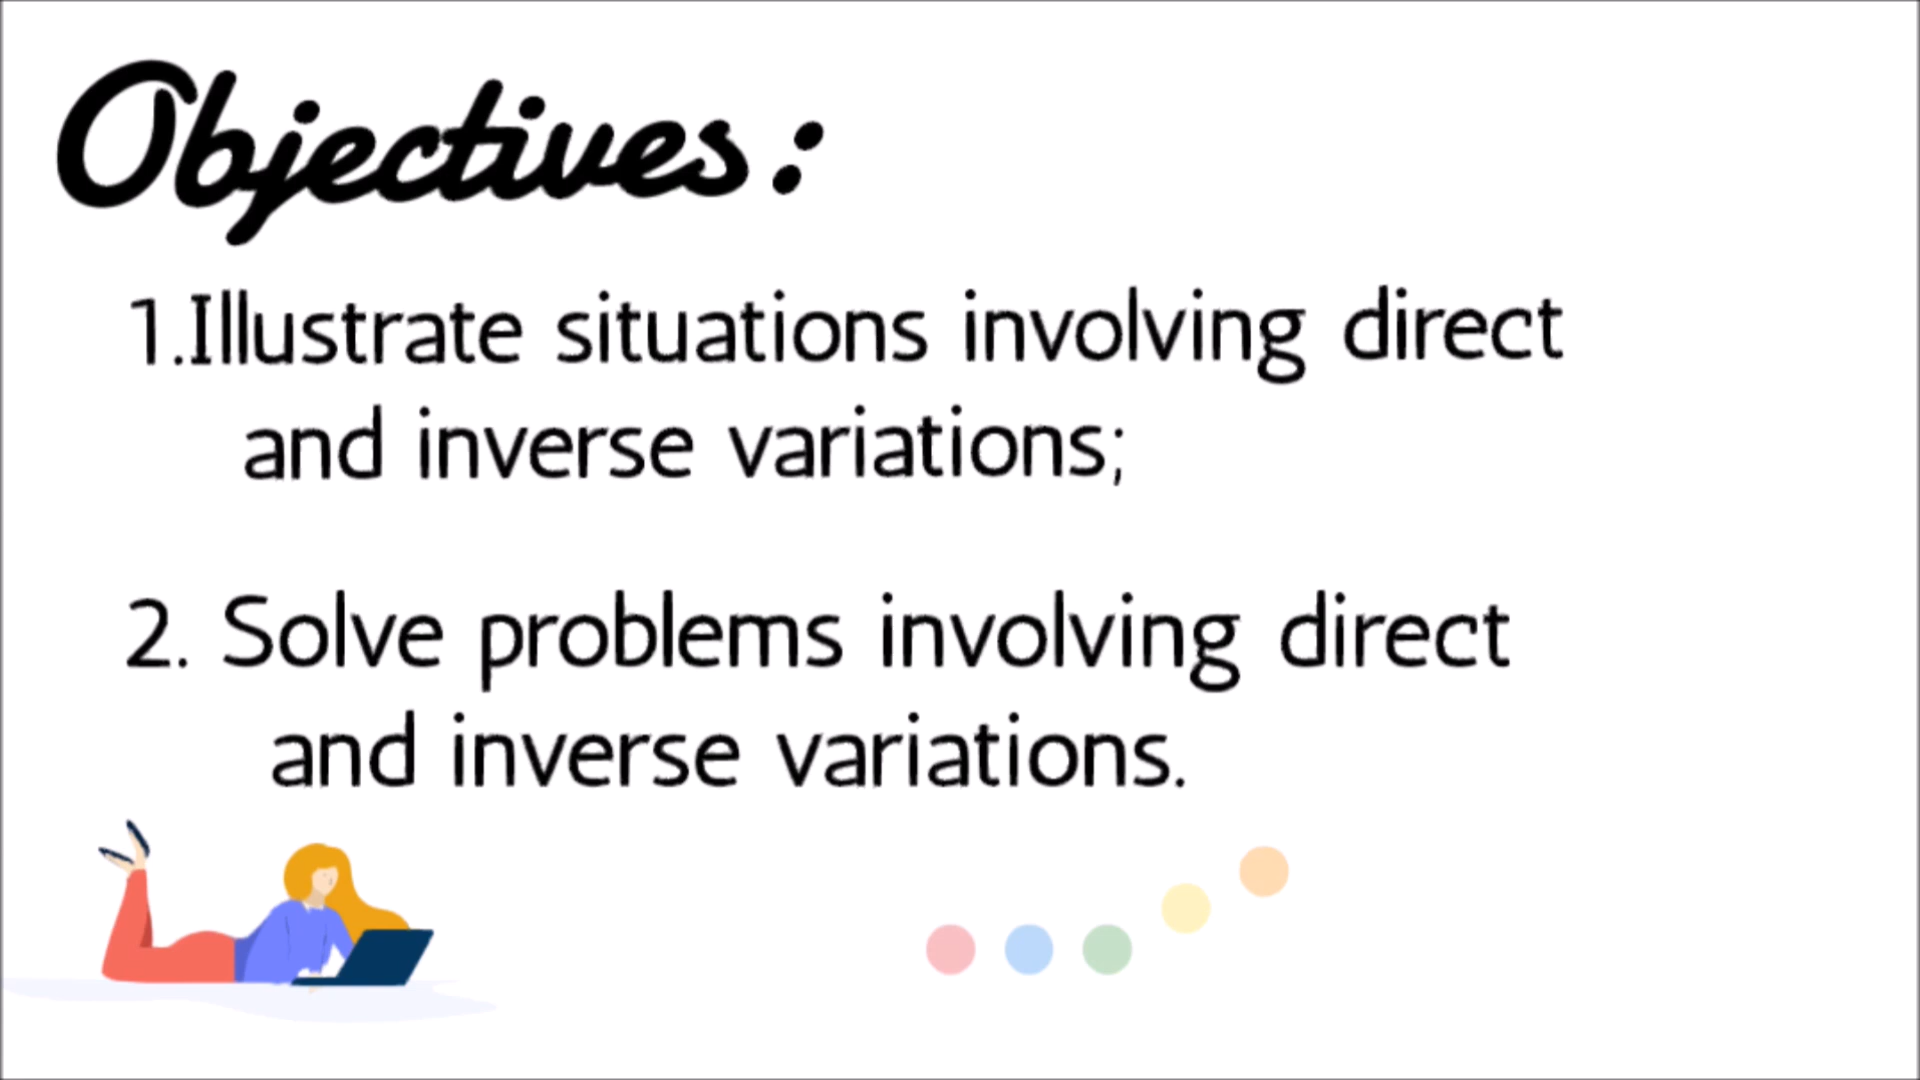 Objectives:
1.Illustrate situations involving direct
and inverse variations;
2. Solve problems involving direct
and inverse variations.